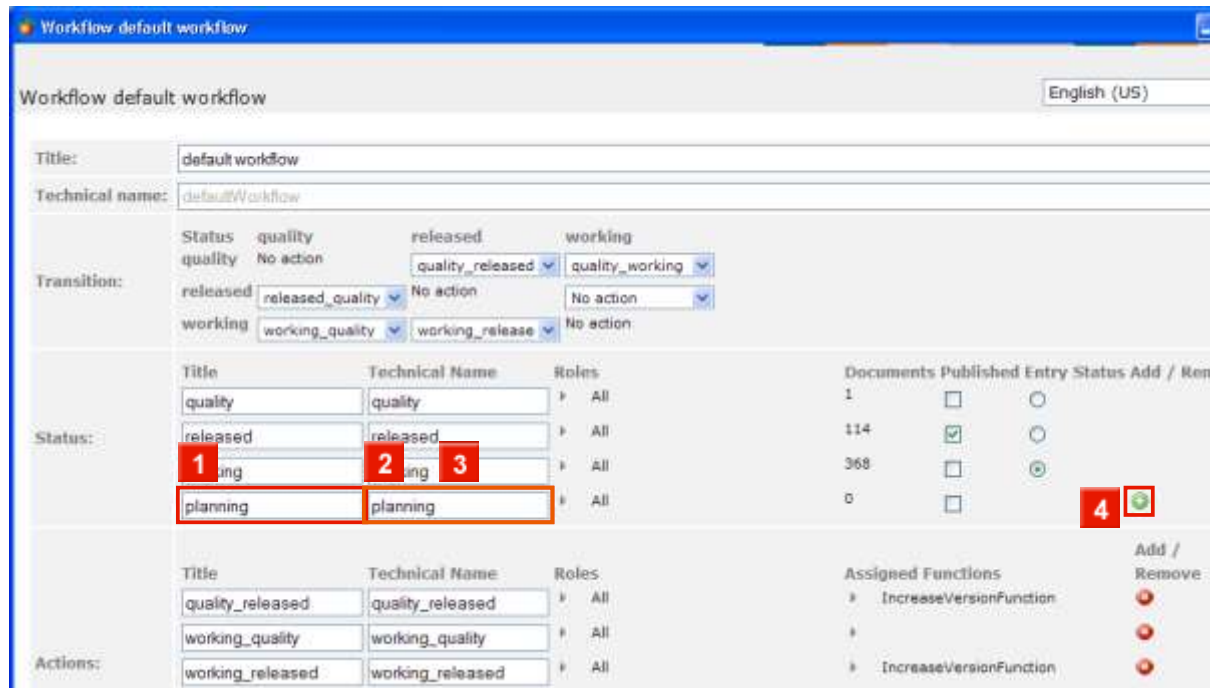 Workflow default workflow
Workflow default workflow English (US)
Title: default workflow
Technical name: defaultWorkflow
Status quality released working
quality No action quality_released quality_working
Transition:
released released_quality No action No action
working working_quality working_release No action
Title Technical Name Roles Documents Published Entry Status Add / Rem
quality quality All 1
Status: released released All 114
1 ing 2 ing 3 All 368
planning planning All 0 4
Add /
Title Technical Name Roles Assigned Functions Remove
quality_released quality_released All IncreaseVersionFunction
working_quality working_quality All
Actions: working_released working_released All IncreaseVersionFunction